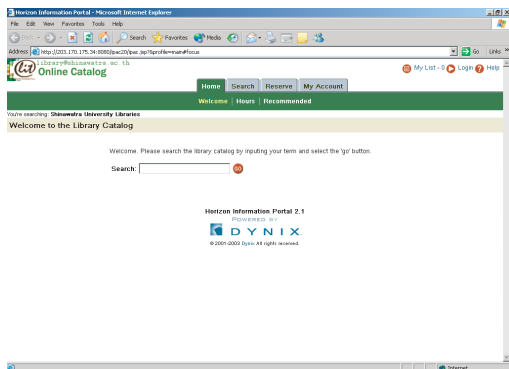 Horizon Information Portal - Microsoft Internet Explorer
File Edit View Favorites Tools Help
Back Search Favorites Media
Address http://203.170.175.34:8080/ipac20/ipac.jsp?&profile=main#focus Go Links »
library@shinawatra.ac.th
Online Catalog
My List - 0 Login Help
Home Search Reserve My Account
Welcome Hours Recommended
You're searching: Shinawatra University Libraries
Welcome to the Library Catalog
Welcome. Please search the library catalog by inputing your term and select the 'go' button.
Search: GO
Horizon Information Portal 2.1
POWERED BY
DYNIX
© 2001-2003 Dynix All rights reserved.
Internet